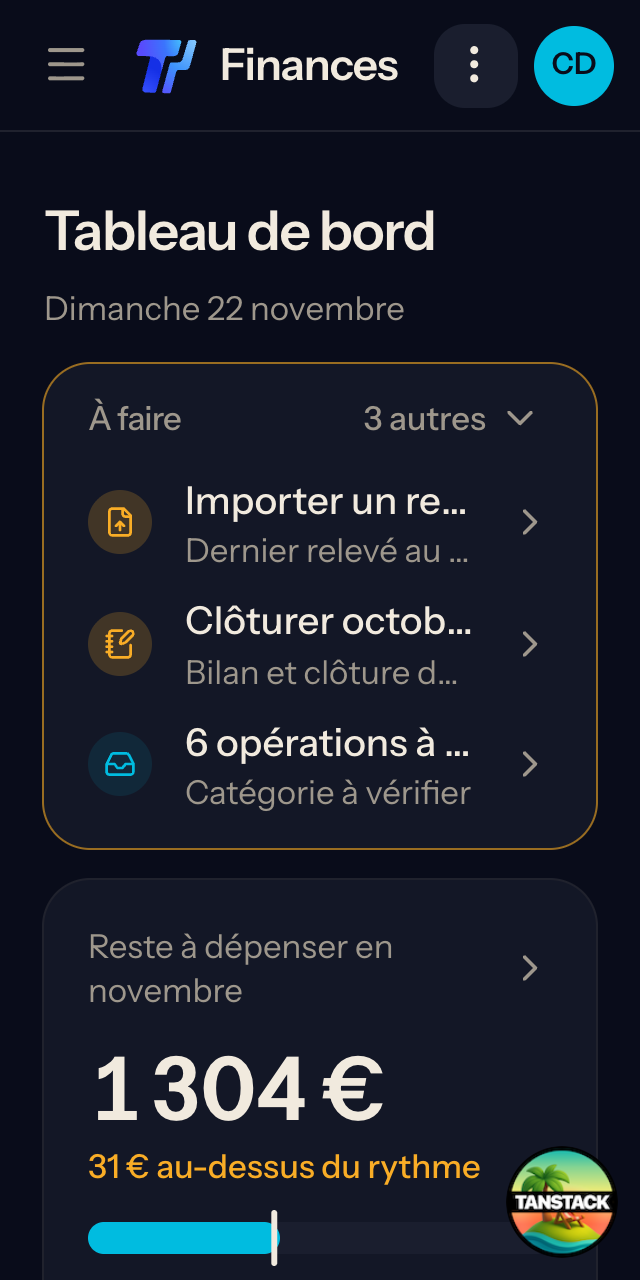 Finances
CD
Tableau de bord
Dimanche 22 novembre
À faire
3 autres
Importer un re...
Dernier relevé au ...
Clôturer octob...
Bilan et clôture d...
6 opérations à ...
Catégorie à vérifier
Reste à dépenser en
novembre
1 304 €
31 € au-dessus du rythme
TANSTACK